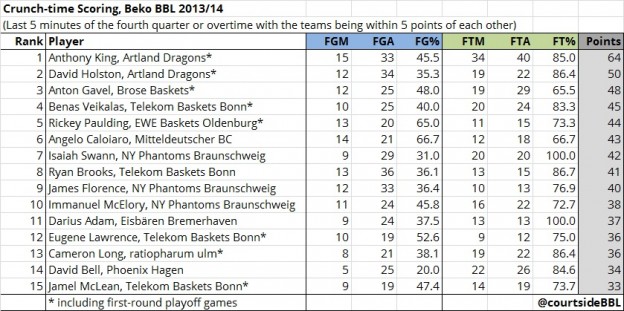 Crunch-time Scoring, Beko BBL 2013/14
(Last 5 minutes of the fourth quarter or overtime with the teams being within 5 points of each other)
Rank Player FGM FGA FG% FTM FTA FT% Points
1 Anthony King, Artland Dragons* 15 33 45.5 34 40 85.0 64
2 David Holston, Artland Dragons* 12 34 35.3 19 22 86.4 50
3 Anton Gavel, Brose Baskets* 12 25 48.0 19 29 65.5 48
4 Benas Veikalas, Telekom Baskets Bonn* 10 25 40.0 20 24 83.3 45
5 Rickey Paulding, EWE Baskets Oldenburg* 13 20 65.0 11 15 73.3 44
6 Angelo Caloiaro, Mitteldeutscher BC 14 21 66.7 12 18 66.7 43
7 Isaiah Swann, NY Phantoms Braunschweig 9 29 31.0 20 20 100.0 42
8 Ryan Brooks, Telekom Baskets Bonn 13 36 36.1 13 15 86.7 41
9 James Florence, NY Phantoms Braunschweig 12 33 36.4 10 13 76.9 40
10 Immanuel McElory, NY Phantoms Braunschweig 11 24 45.8 16 22 72.7 38
11 Darius Adam, Eisbären Bremerhaven 9 24 37.5 13 13 100.0 37
12 Eugene Lawrence, Telekom Baskets Bonn* 10 19 52.6 9 12 75.0 36
13 Cameron Long, ratiopharum ulm* 8 21 38.1 19 22 86.4 36
14 David Bell, Phoenix Hagen 5 25 20.0 22 26 84.6 34
15 Jamel McLean, Telekom Baskets Bonn* 9 19 47.4 14 19 73.7 33
* including first-round playoff games @courtsideBBL